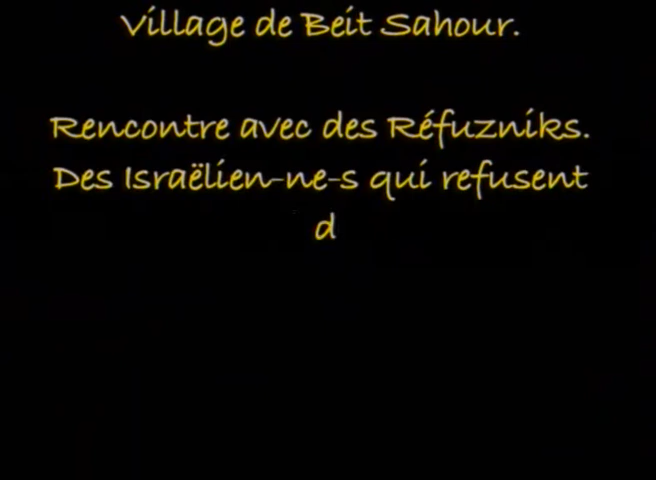 Village de Beit Sahour.
Rencontre avec des Réfuzniks.
Des Israëlien-ne-s qui refusent
d